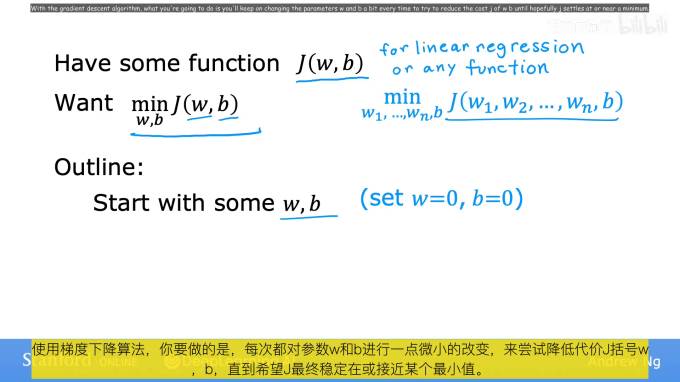 With the gradient descent algorithm, what you're going to do is you'll keep on changing the parameters w and b a bit every time to try to reduce the cost j of w b until hopefully j settles at or near a minimum.
bilibili
Have some function J(w, b) for linear regression
or any function
Want min J(w, b) min J(w₁, w₂, ..., wₙ, b)
w,b w₁, ...,wₙ,b
Outline:
Start with some w, b (set w=0, b=0)
使用梯度下降算法，你要做的是，每次都对参数w和b进行一点微小的改变，来尝试降低代价J括号w
，b，直到希望J最终稳定在或接近某个最小值。
Stanford ONLINE DeepLearning.AI Andrew Ng